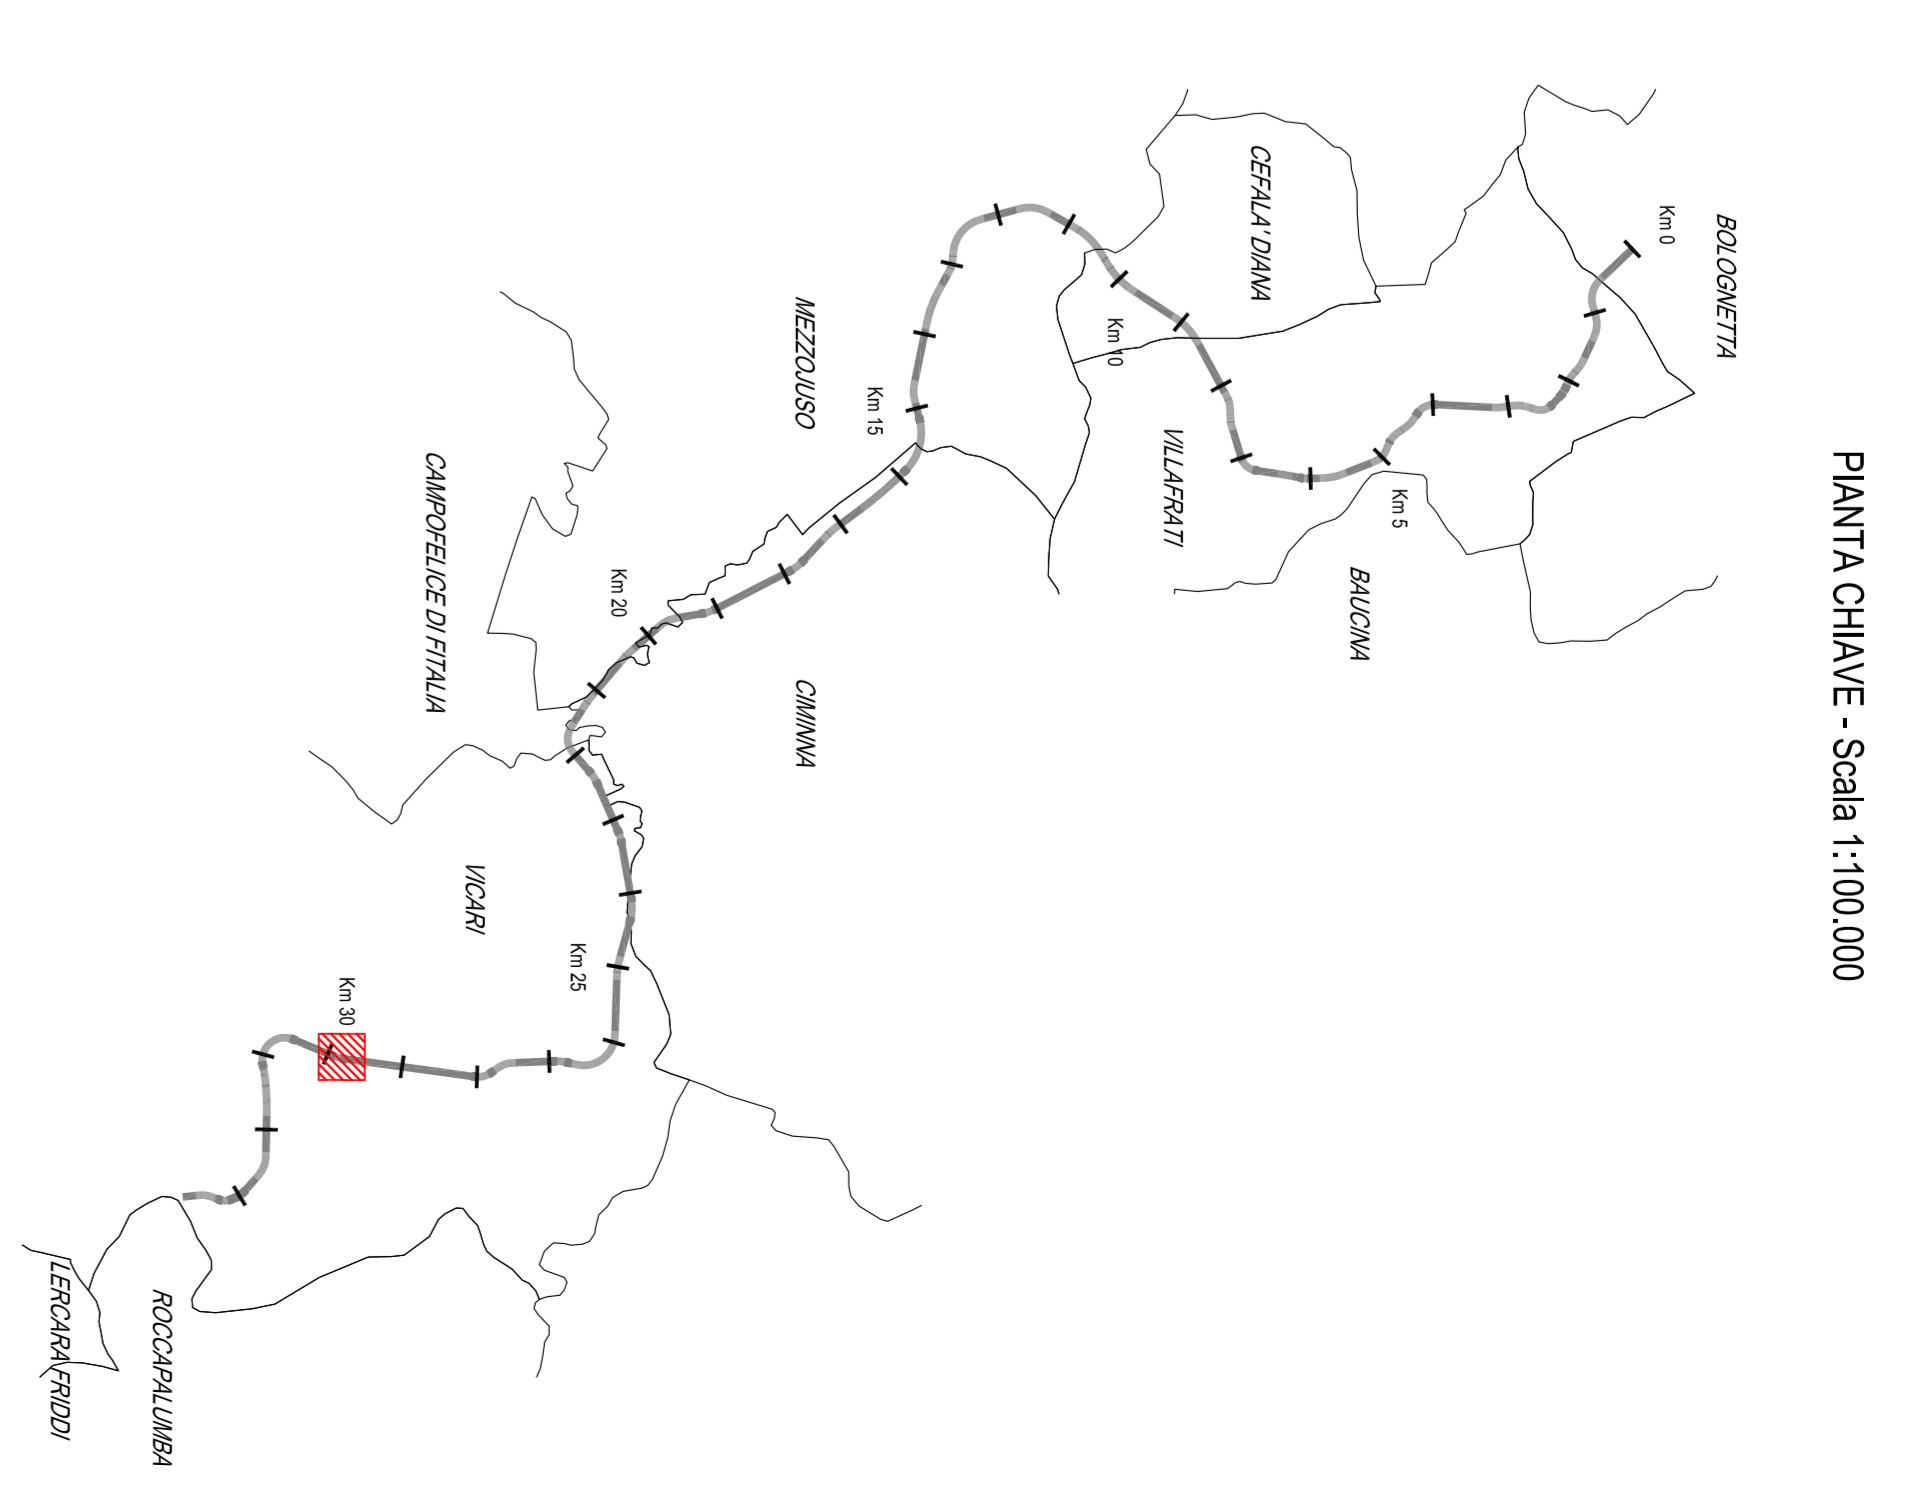 PIANTA CHIAVE - Scala 1:100.000
BOLOGNETTA
Km 0
Km 5
BAUCINA
CEFALA'DIANA
VILLAFRATI
Km 10
Km 15
MEZZOJUSO
CIMINNA
Km 20
Km 25
VICARI
CAMPOFELICE DI FITALIA
Km 30
ROCCAPALUMBA
LERCARA FRIDDI